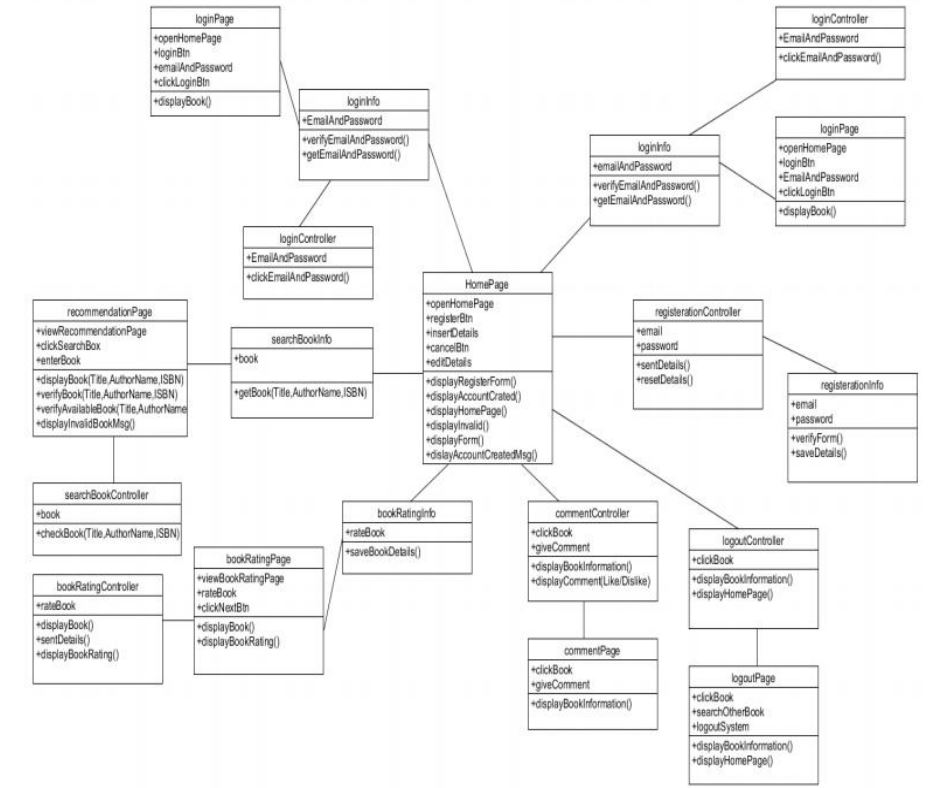 loginPage
+openHomePage
+loginBtn
+emailAndPassword
+clickLoginBtn
+displayBook()
loginInfo
+EmailAndPassword
+verifyEmailAndPassword()
+getEmailAndPassword()
loginController
+EmailAndPassword
+clickEmailAndPassword()
loginController
+EmailAndPassword
+clickEmailAndPassword()
loginInfo
+emailAndPassword
+verifyEmailAndPassword()
+getEmailAndPassword()
loginPage
+openHomePage
+loginBtn
+EmailAndPassword
+clickLoginBtn
+displayBook()
HomePage
+openHomePage
+registerBtn
+insertDetails
+cancelBtn
+editDetails
+displayRegisterForm()
+displayAccountCrated()
+displayHomePage()
+displayInvalid()
+displayForm()
+dislayAccountCreatedMsg()
recommendationPage
+viewRecommendationPage
+clickSearchBox
+enterBook
+displayBook(Title,AuthorName,ISBN)
+verifyBook(Title,AuthorName,ISBN)
+verifyAvailableBook(Title,AuthorName
+displayInvalidBookMsg()
searchBookInfo
+book
+getBook(Title,AuthorName,ISBN)
registerationController
+email
+password
+sentDetails()
+resetDetails()
registerationInfo
+email
+password
+verifyForm()
+saveDetails()
searchBookController
+book
+checkBook(Title,AuthorName,ISBN)
bookRatingInfo
+rateBook
+saveBookDetails()
bookRatingPage
+viewBookRatingPage
+rateBook
+clickNextBtn
+displayBook()
+displayBookRating()
bookRatingController
+rateBook
+displayBook()
+sentDetails()
+displayBookRating()
commentController
+clickBook
+giveComment
+displayBookInformation()
+displayComment(Like/Dislike)
commentPage
+clickBook
+giveComment
+displayBookInformation()
logoutController
+clickBook
+displayBookInformation()
+displayHomePage()
logoutPage
+clickBook
+searchOtherBook
+logoutSystem
+displayBookInformation()
+displayHomePage()